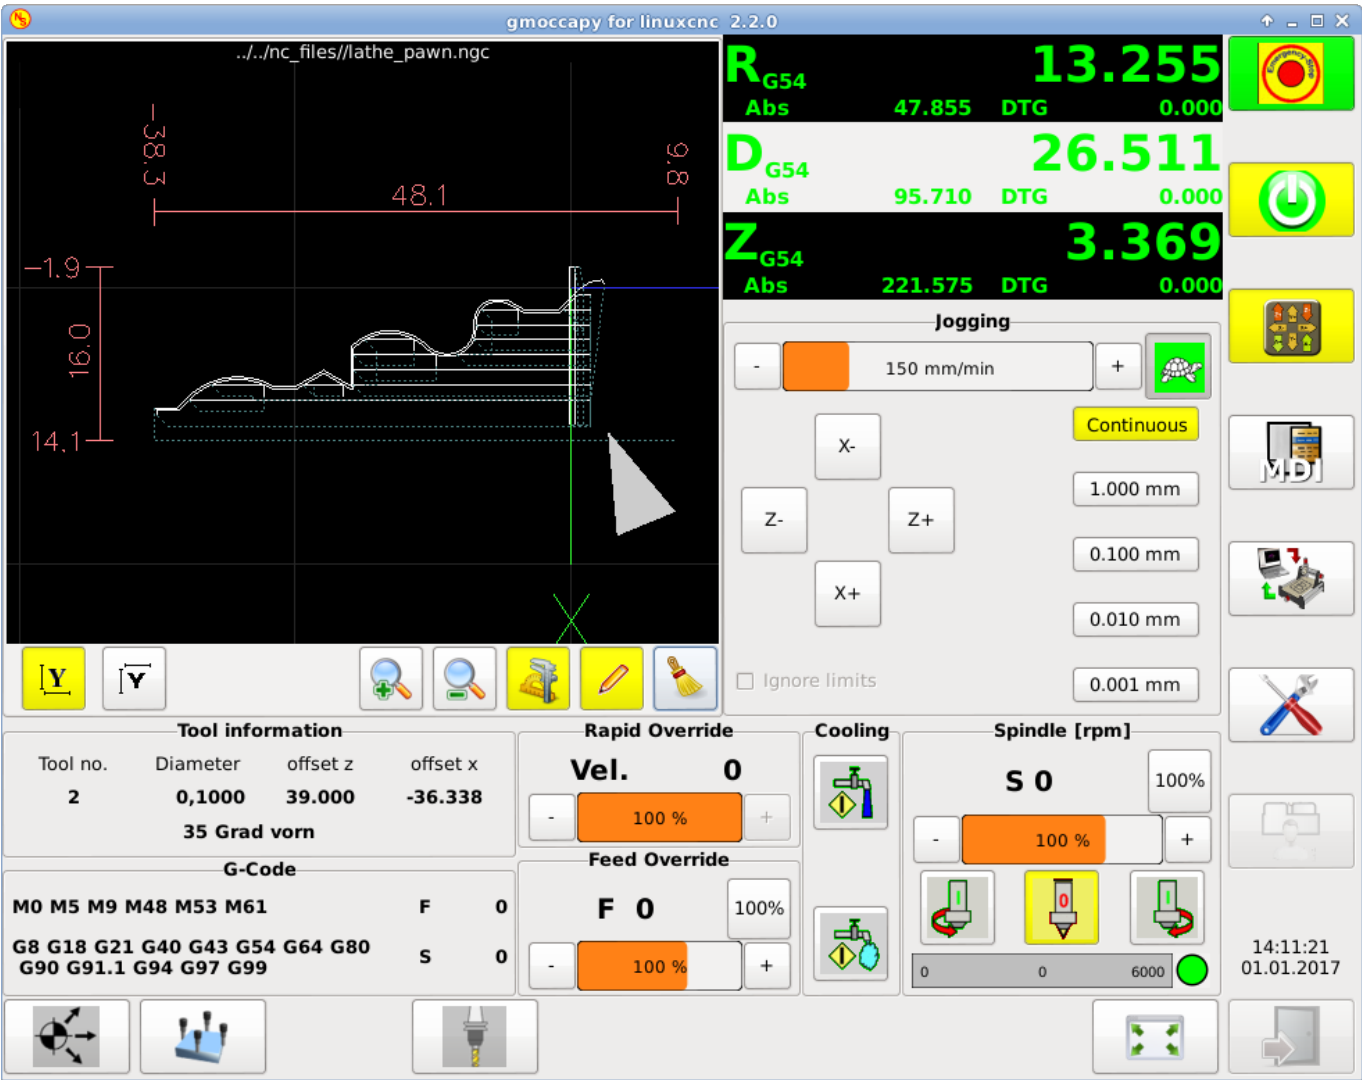 gmoccapy for linuxcnc 2.2.0
../../nc_files//lathe_pawn.ngc
-38.3
9.8
48.1
-1.9
16.0
14.1
R G54 13.255
Abs 47.855 DTG 0.000
D G54 26.511
Abs 95.710 DTG 0.000
Z G54 3.369
Abs 221.575 DTG 0.000
Emergency-Stop
Jogging
- 150 mm/min +
Continuous
X-
1.000 mm
Z- Z+
0.100 mm
X+
0.010 mm
Ignore limits
0.001 mm
MDI
Y Y
Tool information
Tool no. Diameter offset z offset x
2 0,1000 39.000 -36.338
35 Grad vorn
G-Code
M0 M5 M9 M48 M53 M61
F 0
G8 G18 G21 G40 G43 G54 G64 G80
G90 G91.1 G94 G97 G99
S 0
Rapid Override
Vel. 0
- 100 % +
Feed Override
F 0 100%
- 100 % +
Cooling
Spindle [rpm]
S 0 100%
- 100 % +
I 0 I
0 0 6000
14:11:21
01.01.2017